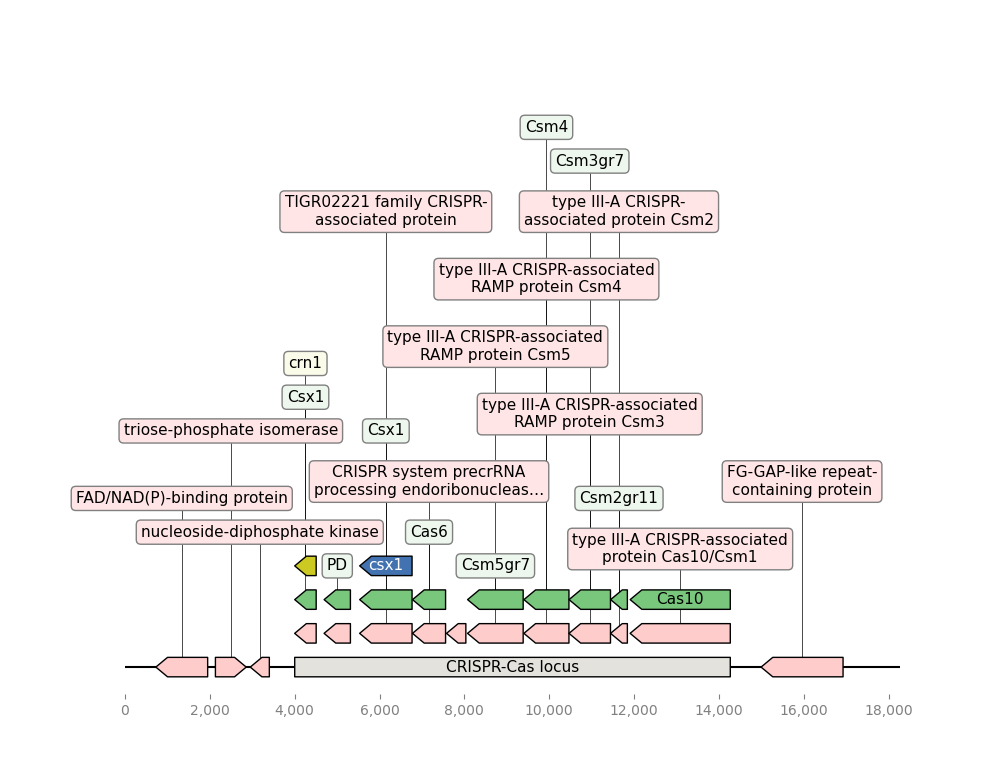 Csm4
Csm3gr7
TIGR02221 family CRISPR-
associated protein
type III-A CRISPR-
associated protein Csm2
type III-A CRISPR-associated
RAMP protein Csm4
type III-A CRISPR-associated
RAMP protein Csm5
crn1
Csx1
type III-A CRISPR-associated
RAMP protein Csm3
triose-phosphate isomerase
Csx1
CRISPR system precrRNA
processing endoribonucleas...
FG-GAP-like repeat-
containing protein
FAD/NAD(P)-binding protein
Csm2gr11
nucleoside-diphosphate kinase
Cas6
type III-A CRISPR-associated
protein Cas10/Csm1
PD
csx1
Csm5gr7
Cas10
CRISPR-Cas locus
0
2,000
4,000
6,000
8,000
10,000
12,000
14,000
16,000
18,000